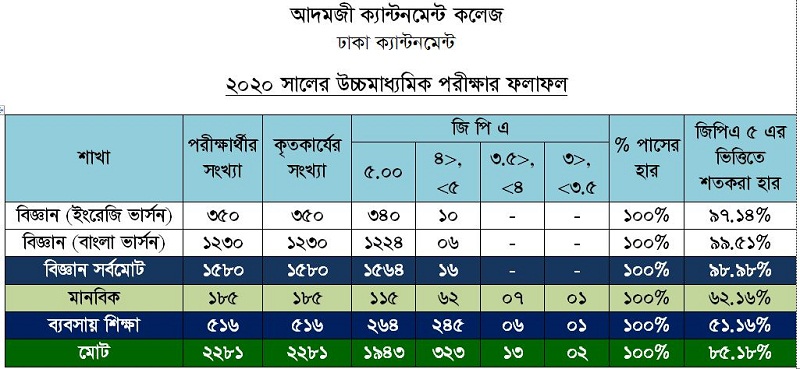 আদমজী ক্যান্টনমেন্ট কলেজ
ঢাকা ক্যান্টনমেন্ট
২০২০ সালের উচ্চমাধ্যমিক পরীক্ষার ফলাফল
শাখা পরীক্ষার্থীর সংখ্যা কৃতকার্যের সংখ্যা জি পি এ % পাসের হার জিপিএ ৫ এর ভিত্তিতে শতকরা হার
৫.০০ ৪>, <৫ ৩.৫>, <৪ ৩>, <৩.৫
বিজ্ঞান (ইংরেজি ভার্সন) ৩৫০ ৩৫০ ৩৪০ ১০ - - ১০০% ৯৭.১৪%
বিজ্ঞান (বাংলা ভার্সন) ১২৩০ ১২৩০ ১২২৪ ০৬ - - ১০০% ৯৯.৫১%
বিজ্ঞান সর্বমোট ১৫৮০ ১৫৮০ ১৫৬৪ ১৬ - - ১০০% ৯৮.৯৮%
মানবিক ১৮৫ ১৮৫ ১১৫ ৬২ ০৭ ০১ ১০০% ৬২.১৬%
ব্যবসায় শিক্ষা ৫১৬ ৫১৬ ২৬৪ ২৪৫ ০৬ ০১ ১০০% ৫১.১৬%
মোট ২২৮১ ২২৮১ ১৯৪৩ ৩২৩ ১৩ ০২ ১০০% ৮৫.১৮%